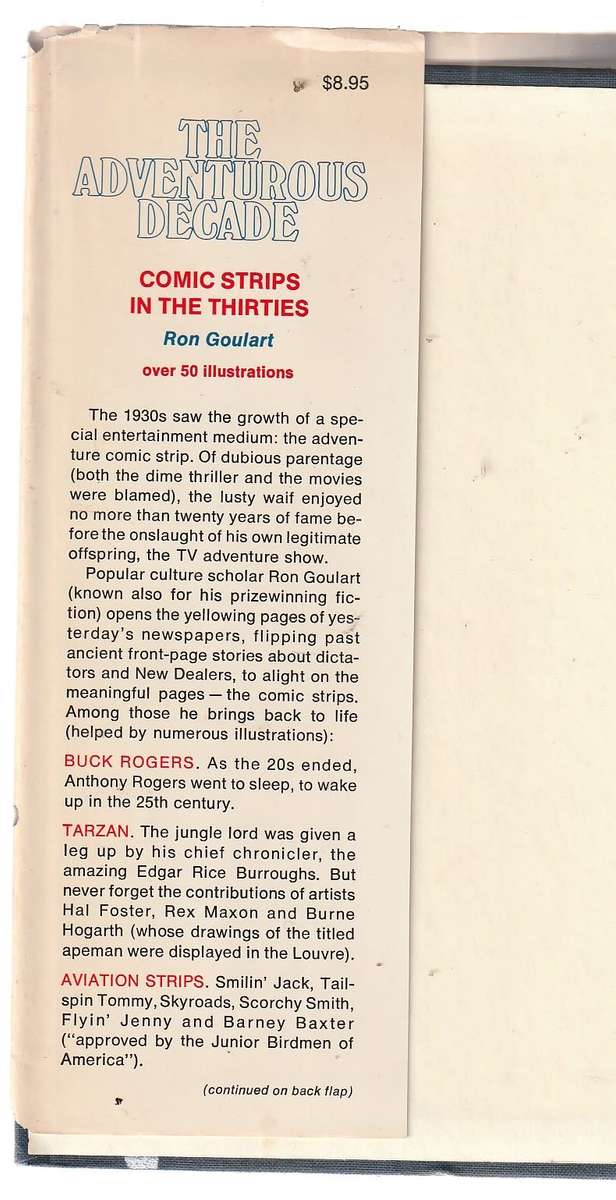 $8.95
THE
ADVENTUROUS
DECADE
COMIC STRIPS
IN THE THIRTIES
Ron Goulart
over 50 illustrations
The 1930s saw the growth of a spe-
cial entertainment medium: the adven-
ture comic strip. Of dubious parentage
(both the dime thriller and the movies
were blamed), the lusty waif enjoyed
no more than twenty years of fame be-
fore the onslaught of his own legitimate
offspring, the TV adventure show.
Popular culture scholar Ron Goulart
(known also for his prizewinning fic-
tion) opens the yellowing pages of yes-
terday's newspapers, flipping past
ancient front-page stories about dicta-
tors and New Dealers, to alight on the
meaningful pages — the comic strips.
Among those he brings back to life
(helped by numerous illustrations):
BUCK ROGERS. As the 20s ended,
Anthony Rogers went to sleep, to wake
up in the 25th century.
TARZAN. The jungle lord was given a
leg up by his chief chronicler, the
amazing Edgar Rice Burroughs. But
never forget the contributions of artists
Hal Foster, Rex Maxon and Burne
Hogarth (whose drawings of the titled
apeman were displayed in the Louvre).
AVIATION STRIPS. Smilin' Jack, Tail-
spin Tommy, Skyroads, Scorchy Smith,
Flyin' Jenny and Barney Baxter
("approved by the Junior Birdmen of
America").
(continued on back flap)